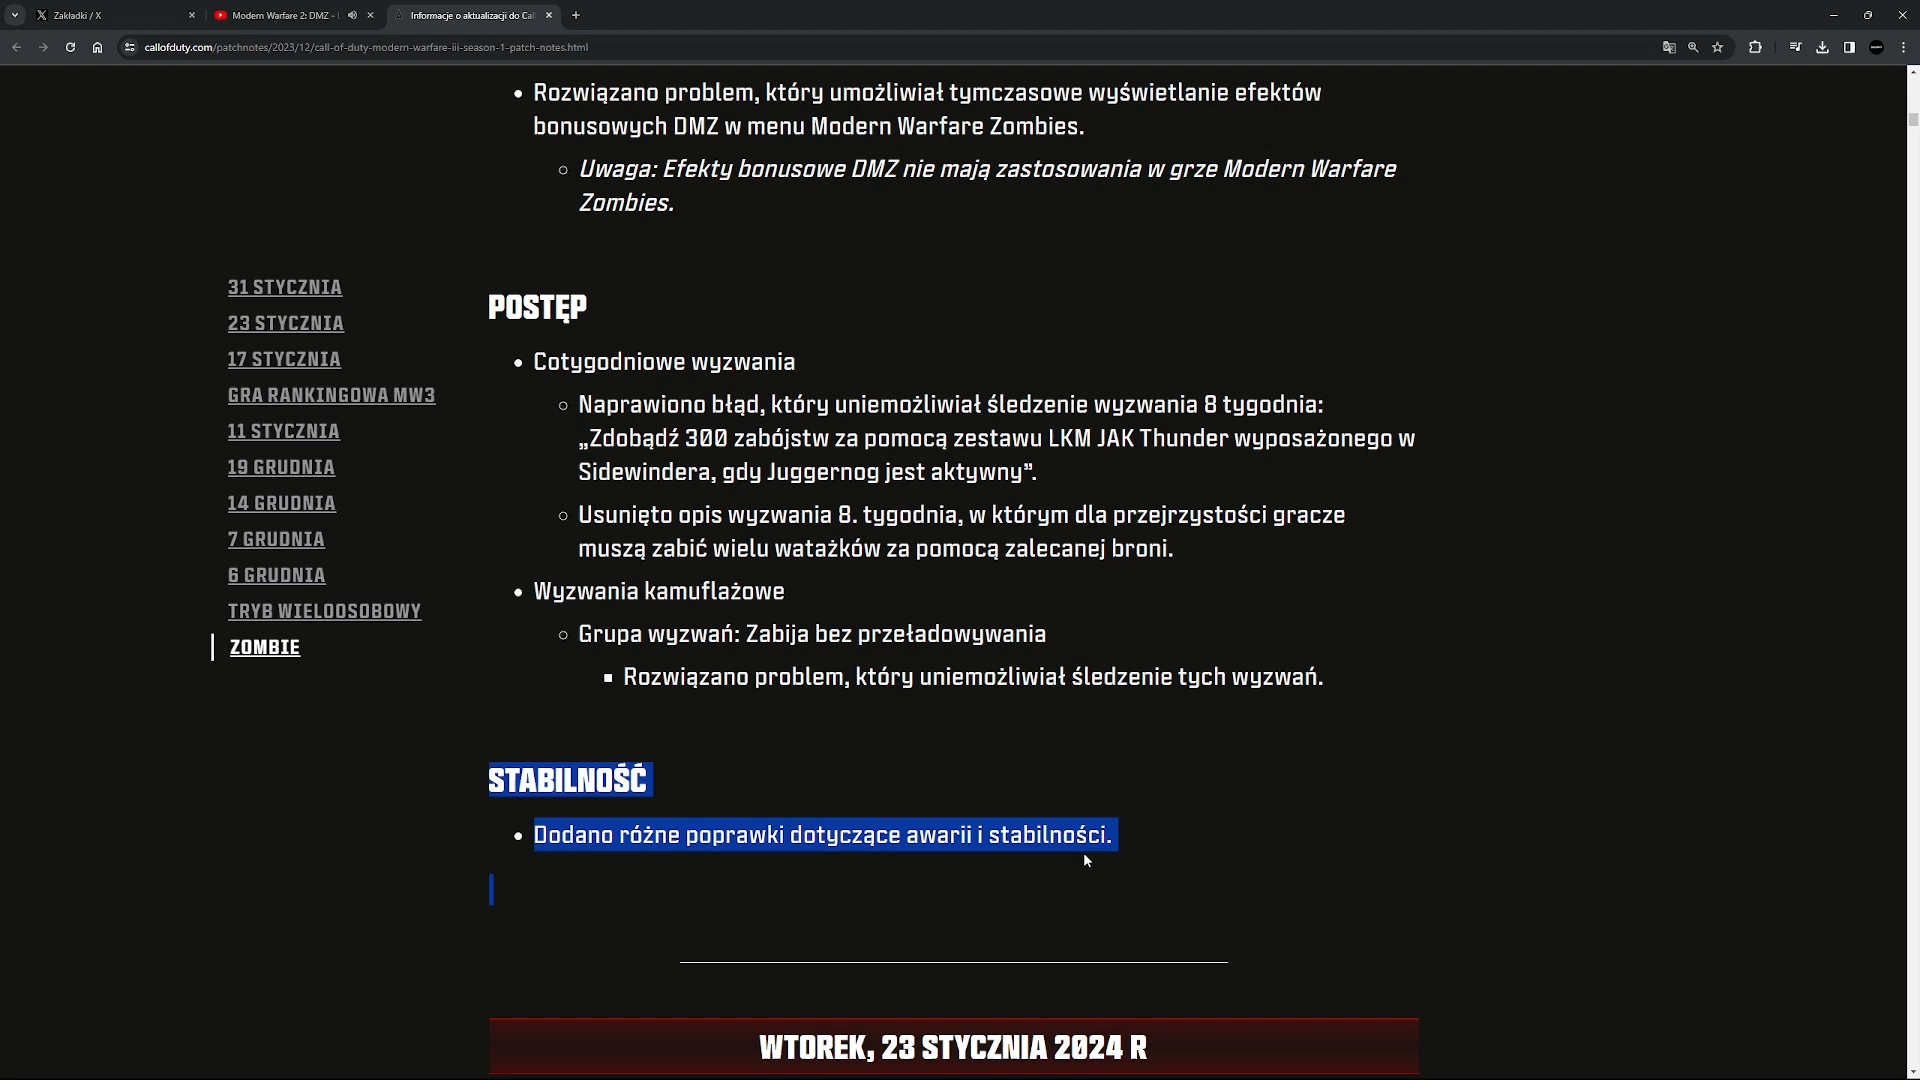 Zakładki / X
Modern Warfare 2: DMZ - L
Informacje o aktualizacji do Cal
callofduty.com/patchnotes/2023/12/call-of-duty-modern-warfare-iii-season-1-patch-notes.html
Rozwiązano problem, który umożliwiał tymczasowe wyświetlanie efektów
bonusowych DMZ w menu Modern Warfare Zombies.
Uwaga: Efekty bonusowe DMZ nie mają zastosowania w grze Modern Warfare
Zombies.
31 STYCZNIA
23 STYCZNIA
17 STYCZNIA
GRA RANKINGOWA MW3
11 STYCZNIA
19 GRUDNIA
14 GRUDNIA
7 GRUDNIA
6 GRUDNIA
TRYB WIELOOSOBOWY
ZOMBIE
POSTĘP
Cotygodniowe wyzwania
Naprawiono błąd, który uniemożliwiał śledzenie wyzwania 8 tygodnia:
„Zdobądź 300 zabójstw za pomocą zestawu LKM JAK Thunder wyposażonego w
Sidewindera, gdy Juggernog jest aktywny”.
Usunięto opis wyzwania 8. tygodnia, w którym dla przejrzystości gracze
muszą zabić wielu watażków za pomocą zalecanej broni.
Wyzwania kamuflażowe
Grupa wyzwań: Zabija bez przeładowywania
Rozwiązano problem, który uniemożliwiał śledzenie tych wyzwań.
STABILNOŚĆ
Dodano różne poprawki dotyczące awarii i stabilności.
WTOREK, 23 STYCZNIA 2024 R